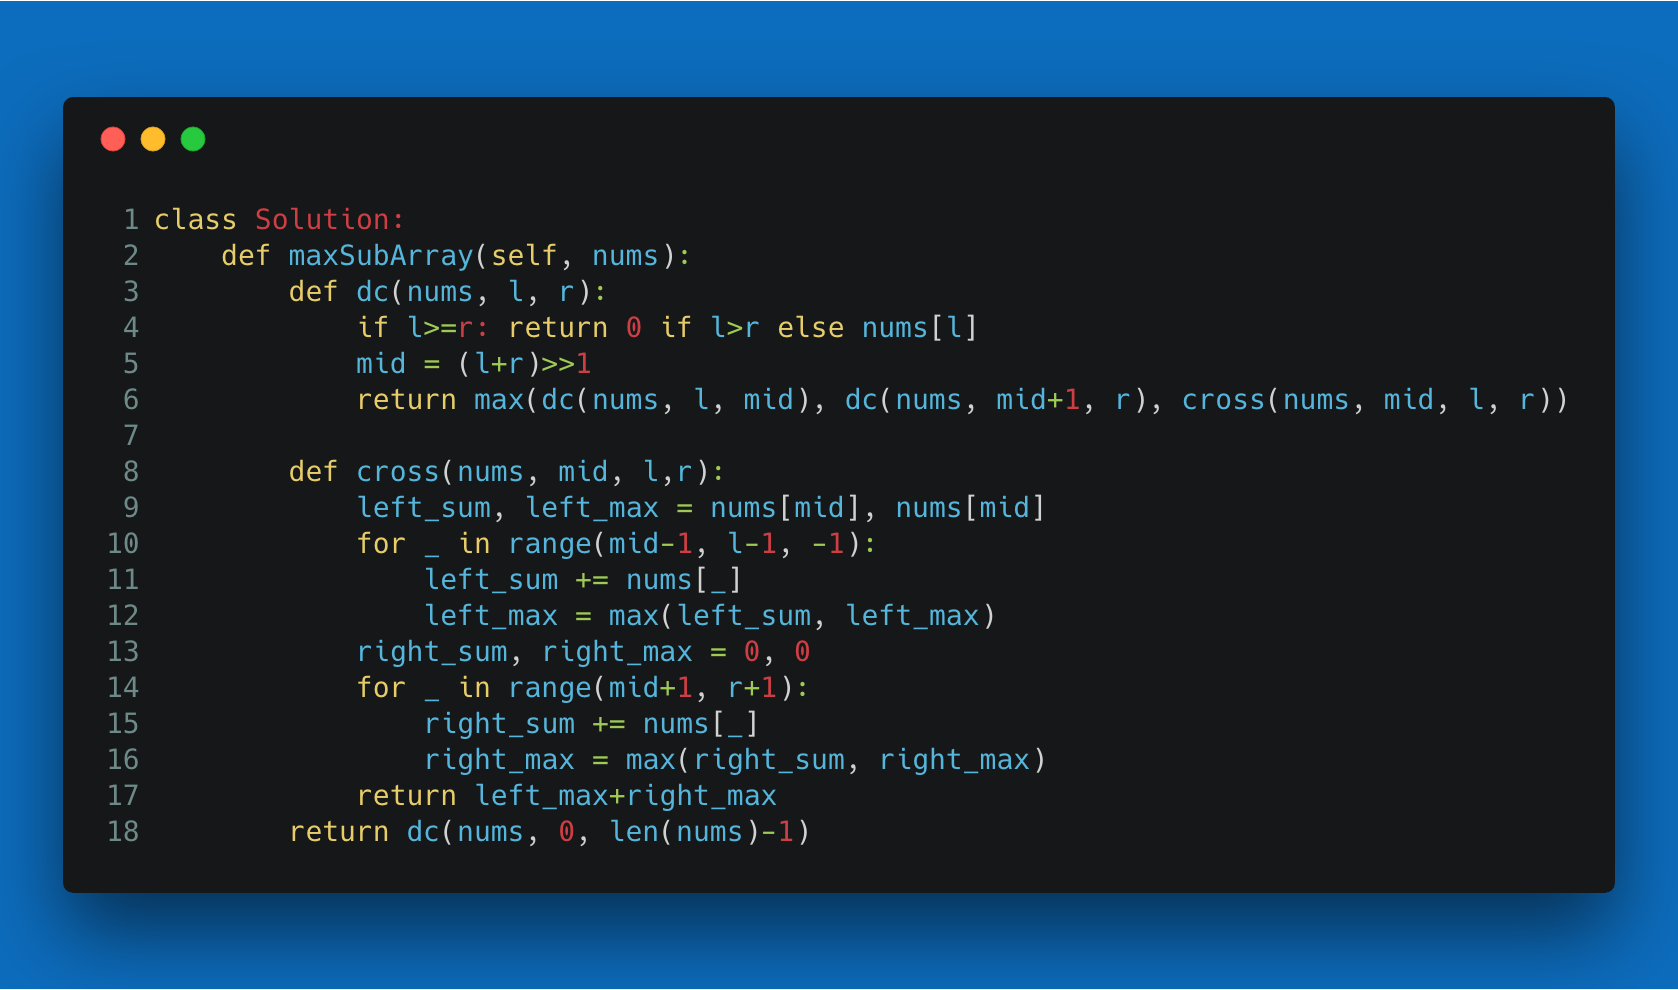 1 class Solution:
2     def maxSubArray(self, nums):
3         def dc(nums, l, r):
4             if l>=r: return 0 if l>r else nums[l]
5             mid = (l+r)>>1
6             return max(dc(nums, l, mid), dc(nums, mid+1, r), cross(nums, mid, l, r))
7
8         def cross(nums, mid, l,r):
9             left_sum, left_max = nums[mid], nums[mid]
10             for _ in range(mid-1, l-1, -1):
11                 left_sum += nums[_]
12                 left_max = max(left_sum, left_max)
13             right_sum, right_max = 0, 0
14             for _ in range(mid+1, r+1):
15                 right_sum += nums[_]
16                 right_max = max(right_sum, right_max)
17             return left_max+right_max
18         return dc(nums, 0, len(nums)-1)